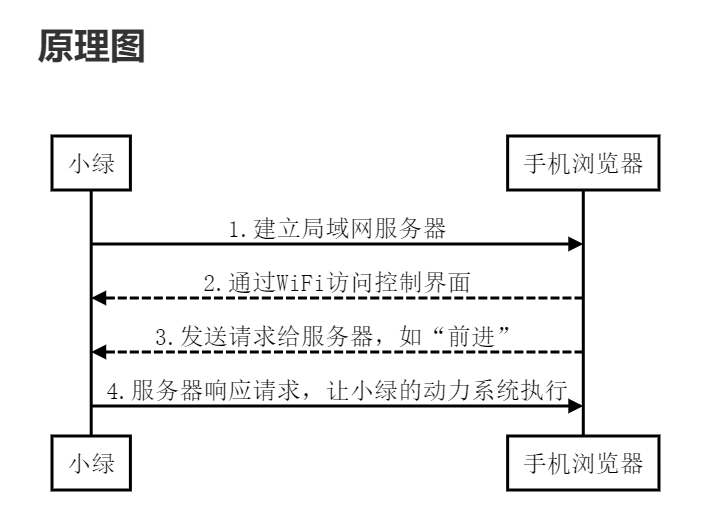 原理图
小绿
手机浏览器
1.建立局域网服务器
2.通过WiFi访问控制界面
3.发送请求给服务器，如“前进”
4.服务器响应请求，让小绿的动力系统执行
小绿
手机浏览器